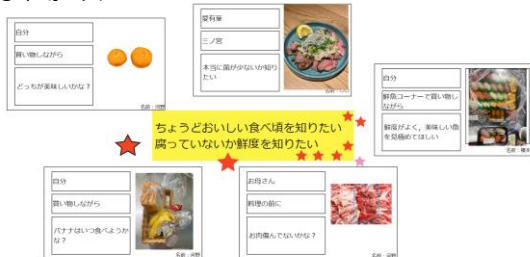 自分
買い物しながら
どっちが美味しいかな？
三ノ宮
本当に菌が少ないか知り
たい
自分
鮮魚コーナーで買い物し
ながら
鮮度がよく，美味しい魚
を見極めてほしい
ちょうどおいしい食べ頃を知りたい
腐っていないか鮮度を知りたい
自分
買い物しながら
バナナはいつ食べようか
な？
お母さん
料理の前に
お肉傷んでないかな？